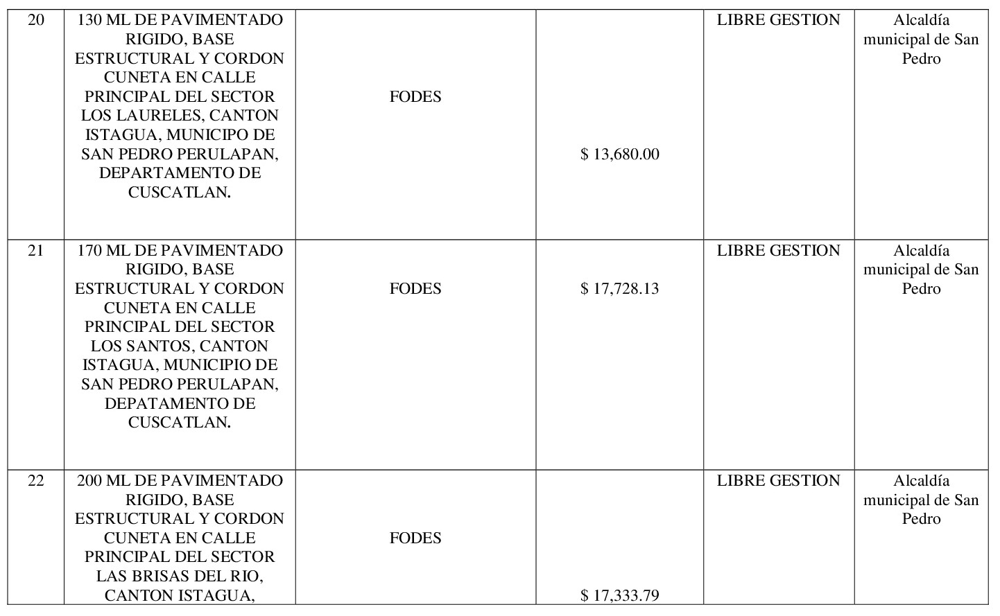 20
130 ML DE PAVIMENTADO
RIGIDO, BASE
ESTRUCTURAL Y CORDON
CUNETA EN CALLE
PRINCIPAL DEL SECTOR
LOS LAURELES, CANTON
ISTAGUA, MUNICIPO DE
SAN PEDRO PERULAPAN,
DEPARTAMENTO DE
CUSCATLAN.
FODES
$ 13,680.00
LIBRE GESTION
Alcaldía
municipal de San
Pedro
21
170 ML DE PAVIMENTADO
RIGIDO, BASE
ESTRUCTURAL Y CORDON
CUNETA EN CALLE
PRINCIPAL DEL SECTOR
LOS SANTOS, CANTON
ISTAGUA, MUNICIPIO DE
SAN PEDRO PERULAPAN,
DEPATAMENTO DE
CUSCATLAN.
FODES
$ 17,728.13
LIBRE GESTION
Alcaldía
municipal de San
Pedro
22
200 ML DE PAVIMENTADO
RIGIDO, BASE
ESTRUCTURAL Y CORDON
CUNETA EN CALLE
PRINCIPAL DEL SECTOR
LAS BRISAS DEL RIO,
CANTON ISTAGUA,
FODES
$ 17,333.79
LIBRE GESTION
Alcaldía
municipal de San
Pedro